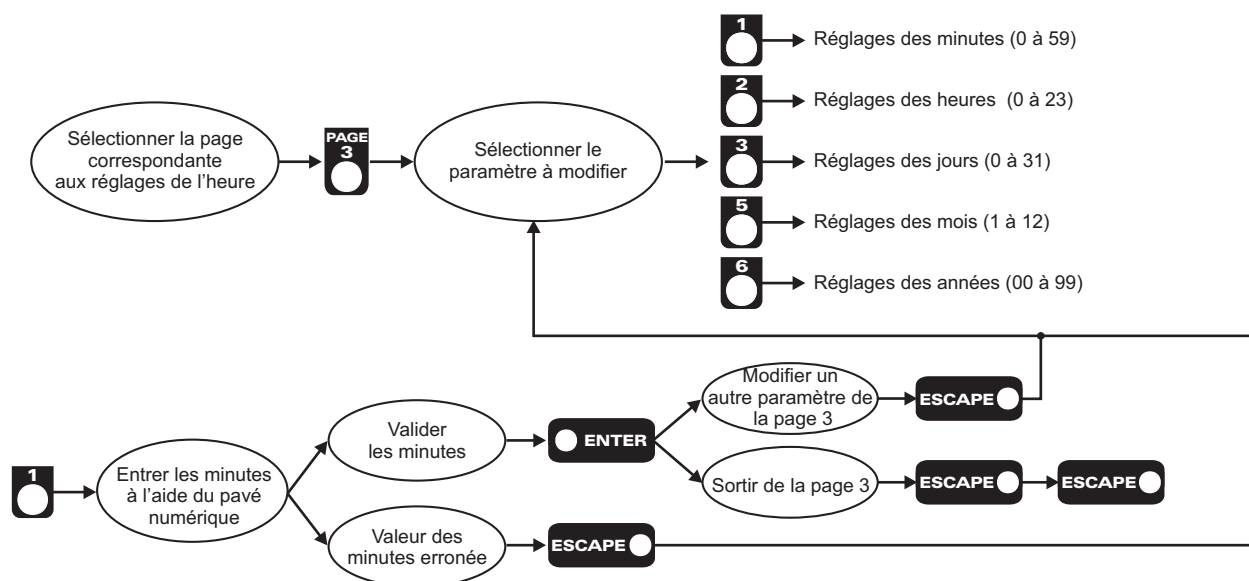 Sélectionner la page
correspondante
aux réglages de l'heure
PAGE
3
Sélectionner le
paramètre à modifier
1
Réglages des minutes (0 à 59)
2
Réglages des heures (0 à 23)
3
Réglages des jours (0 à 31)
5
Réglages des mois (1 à 12)
6
Réglages des années (00 à 99)
1
Entrer les minutes
à l'aide du pavé
numérique
Valider
les minutes
ENTER
Modifier un
autre paramètre de
la page 3
ESCAPE
Sortir de la page 3
ESCAPE
ESCAPE
Valeur des
minutes erronée
ESCAPE